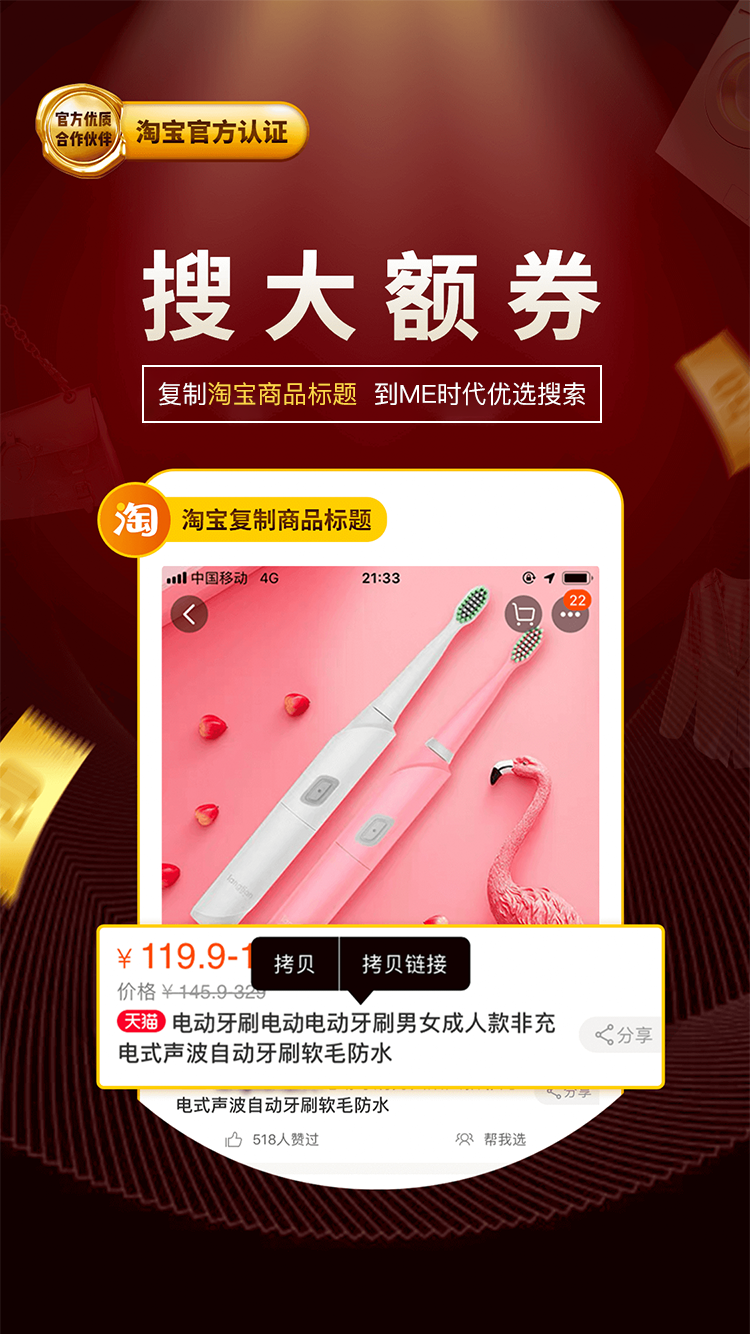 官方优质
合作伙伴
淘宝官方认证
搜大额券
复制淘宝商品标题 到ME时代优选搜索
淘 淘宝复制商品标题
中国移动 4G 21:33
22
¥ 119.9-1
拷贝 拷贝链接
价格 ¥ 145.9-329
天猫 电动牙刷电动电动牙刷男女成人款非充
电式声波自动牙刷软毛防水
分享
分享
电式声波自动牙刷软毛防水
518人赞过 帮我选